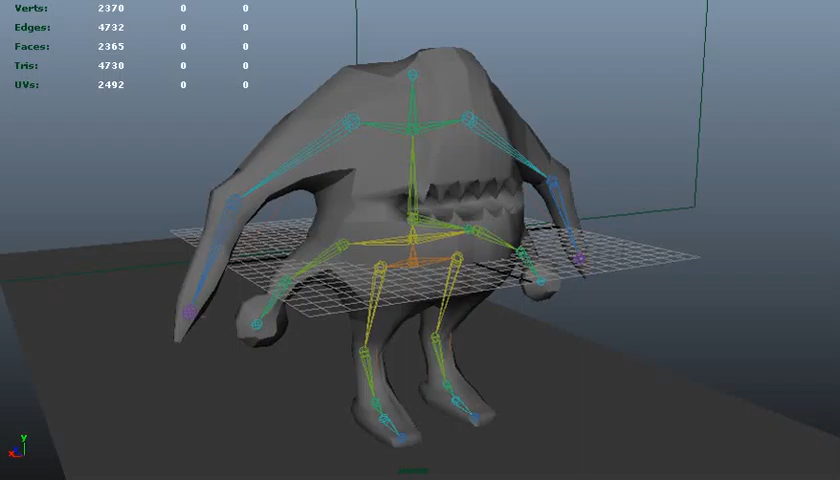 Verts: 2370 0 0
Edges: 4732 0 0
Faces: 2365 0 0
Tris: 4730 0 0
UVs: 2492 0 0
y
x